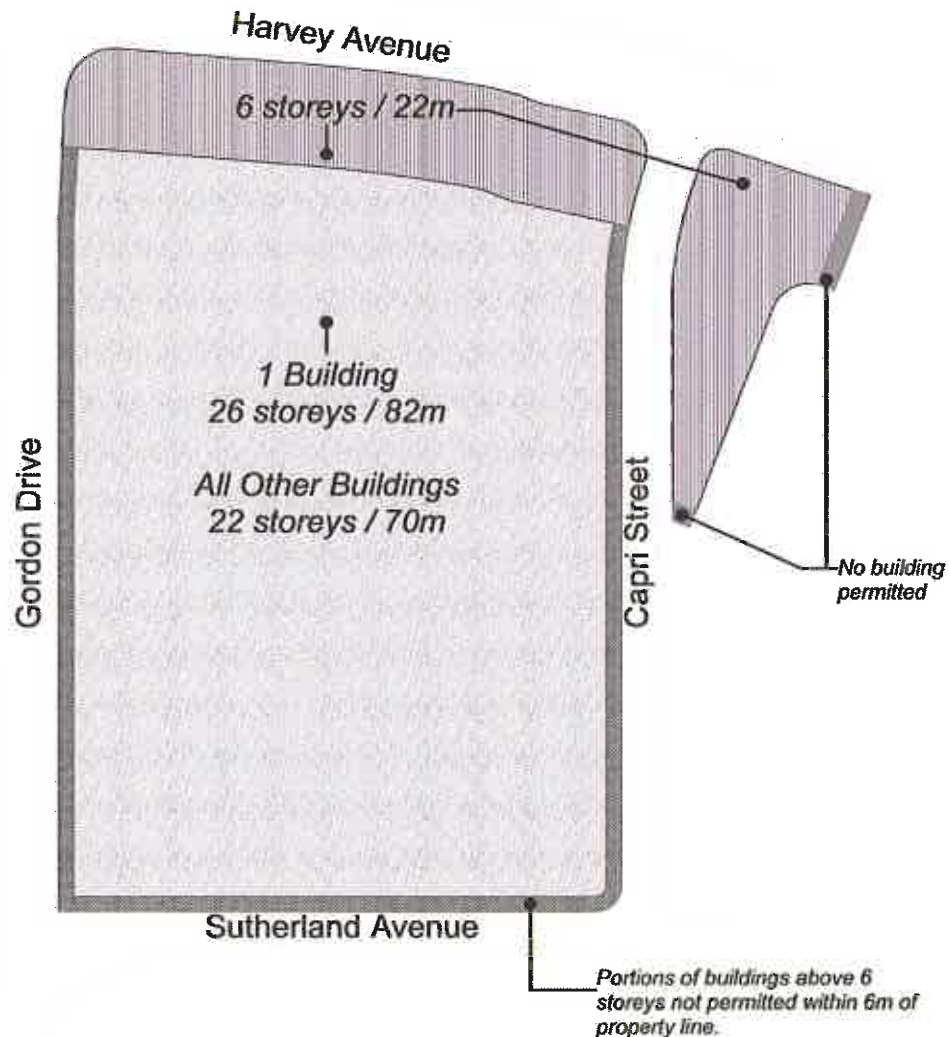 Harvey Avenue
6 storeys / 22m
1 Building
26 storeys / 82m
All Other Buildings
22 storeys / 70m
Gordon Drive
Capri Street
No building
permitted
Sutherland Avenue
Portions of buildings above 6
storeys not permitted within 6m of
property line.